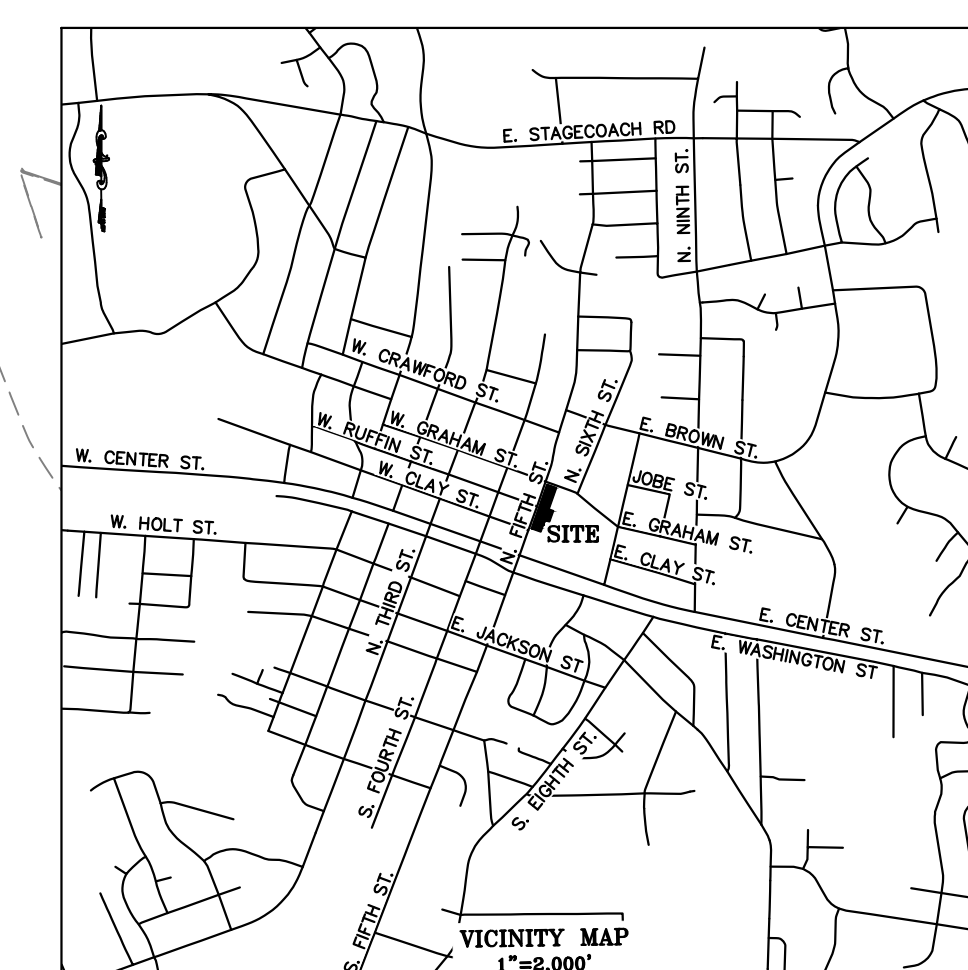 E. STAGECOACH RD
N. NINTH ST.
W. CRAWFORD ST.
N. SIXTH ST.
W. GRAHAM ST.
W. RUFFIN ST.
E. BROWN ST.
W. CENTER ST.
W. CLAY ST.
N. FIFTH ST.
JOBE ST.
W. HOLT ST.
SITE
E. GRAHAM ST.
E. CLAY ST.
N. THIRD ST.
E. CENTER ST.
E. JACKSON ST
E. WASHINGTON ST
S. FOURTH ST.
S. EIGHTH ST.
S. FIFTH ST.
VICINITY MAP
1"=2,000'